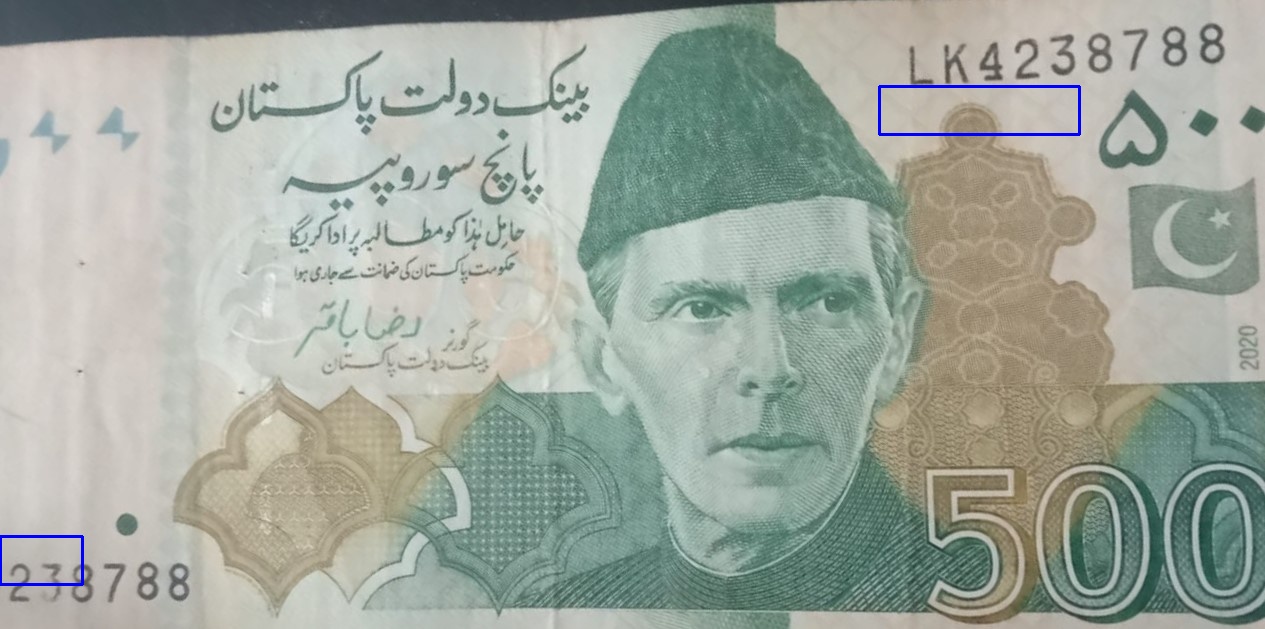 LK4238788
بینک دولت پاکستان
۵۰۰
پانچ سو روپیہ
حامل ہٰذا کو مطالبہ پر ادا کریگا
حکومت پاکستان کی ضمانت سے جاری ہوا
رضا باقر
گورنر
بینک دولت پاکستان
2020
500
238788